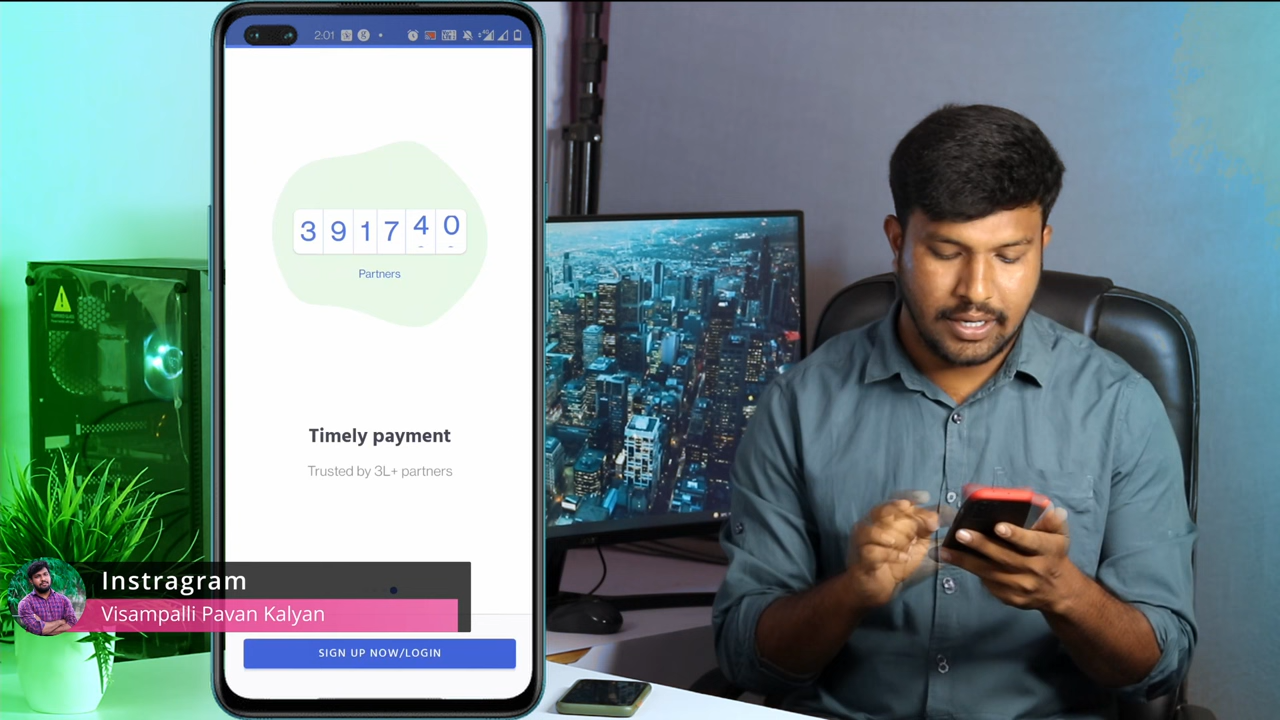 2:01
391740
Partners
Timely payment
Trusted by 3L+ partners
Instragram
Visampalli Pavan Kalyan
SIGN UP NOW/LOGIN